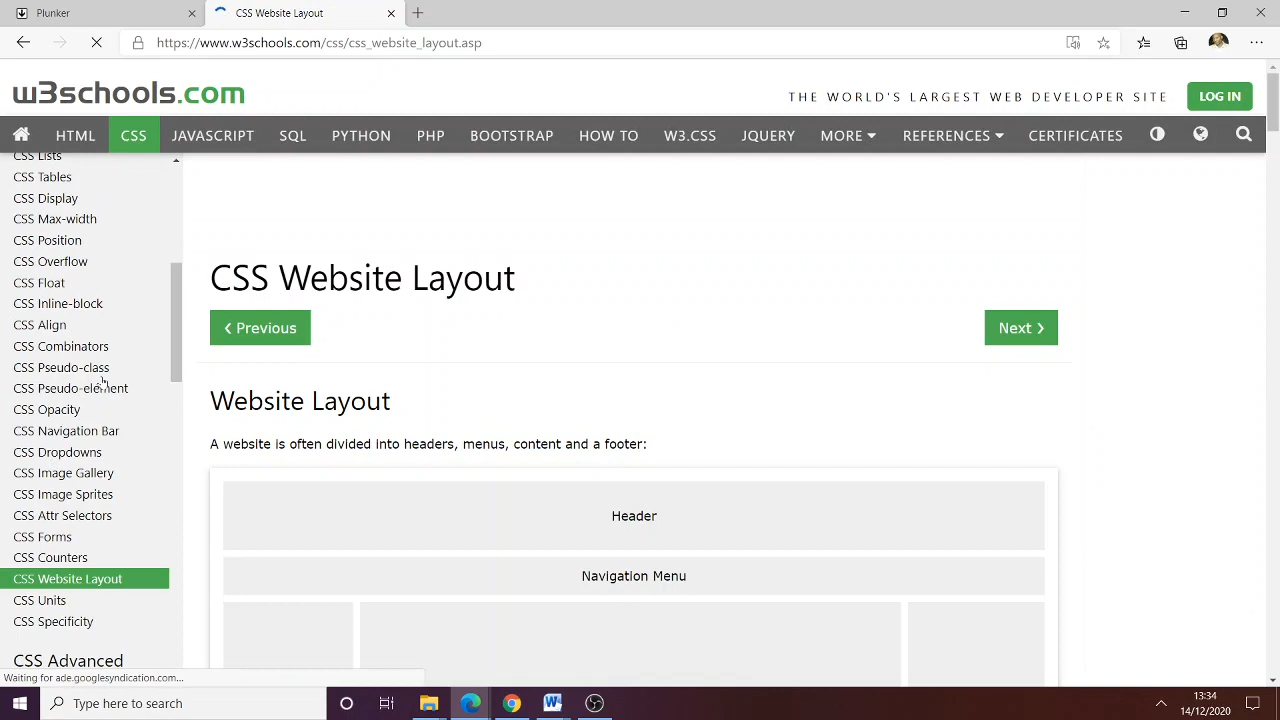 Plunker
CSS Website Layout
https://www.w3schools.com/css/css_website_layout.asp
w3schools.com
THE WORLD'S LARGEST WEB DEVELOPER SITE
LOG IN
HTML CSS JAVASCRIPT SQL PYTHON PHP BOOTSTRAP HOW TO W3.CSS JQUERY MORE REFERENCES CERTIFICATES
CSS Lists
CSS Tables
CSS Display
CSS Max-width
CSS Position
CSS Overflow
CSS Float
CSS Inline-block
CSS Align
CSS Combinators
CSS Pseudo-class
CSS Pseudo-element
CSS Opacity
CSS Navigation Bar
CSS Dropdowns
CSS Image Gallery
CSS Image Sprites
CSS Attr Selectors
CSS Forms
CSS Counters
CSS Website Layout
CSS Units
CSS Specificity
CSS Advanced
CSS Website Layout
❮ Previous
Next ❯
Website Layout
A website is often divided into headers, menus, content and a footer:
Header
Navigation Menu
Waiting for ade.googlesyndication.com...
Type here to search
13:34
14/12/2020